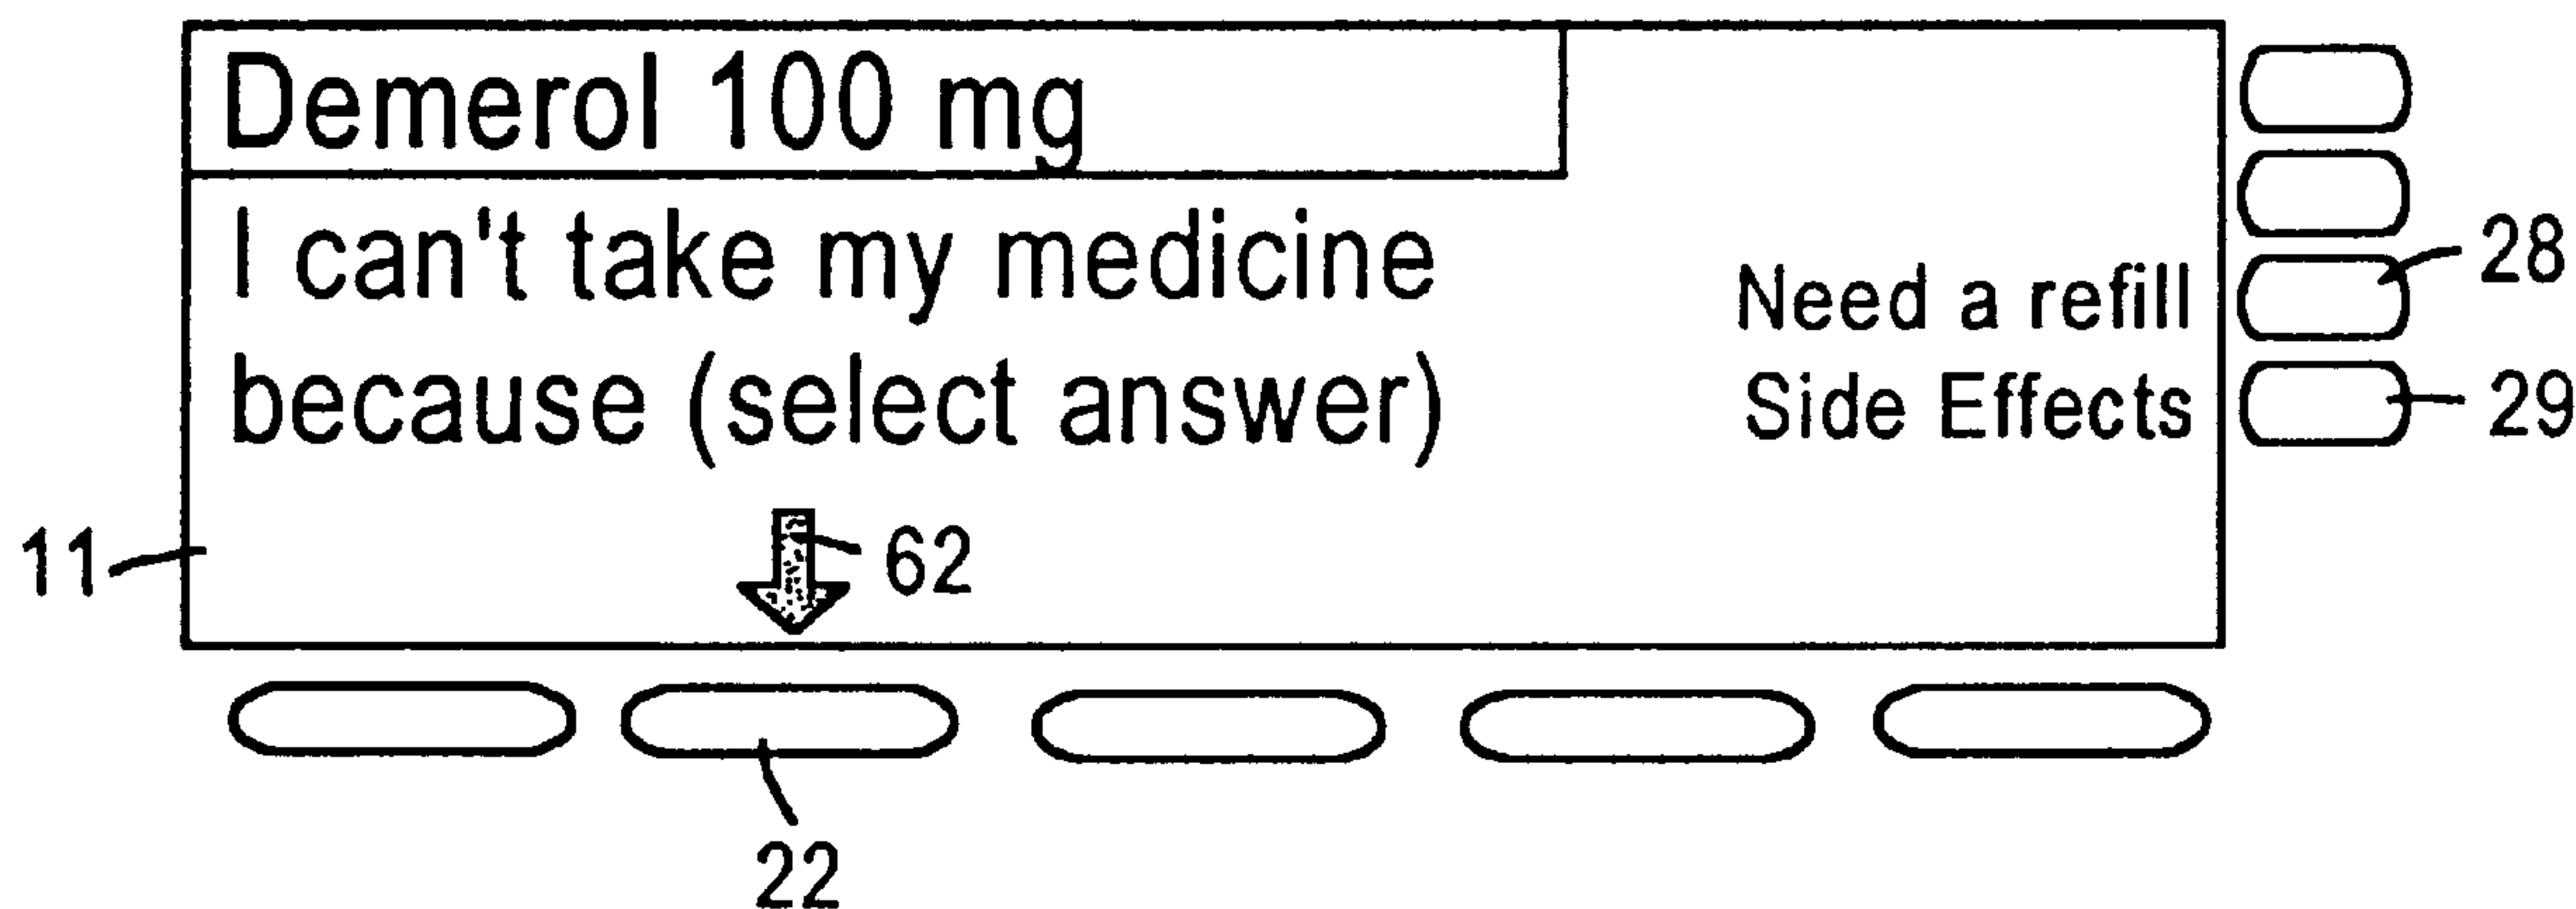 Demerol 100 mg
I can't take my medicine
because (select answer)
Need a refill
Side Effects
28
29
11
62
22